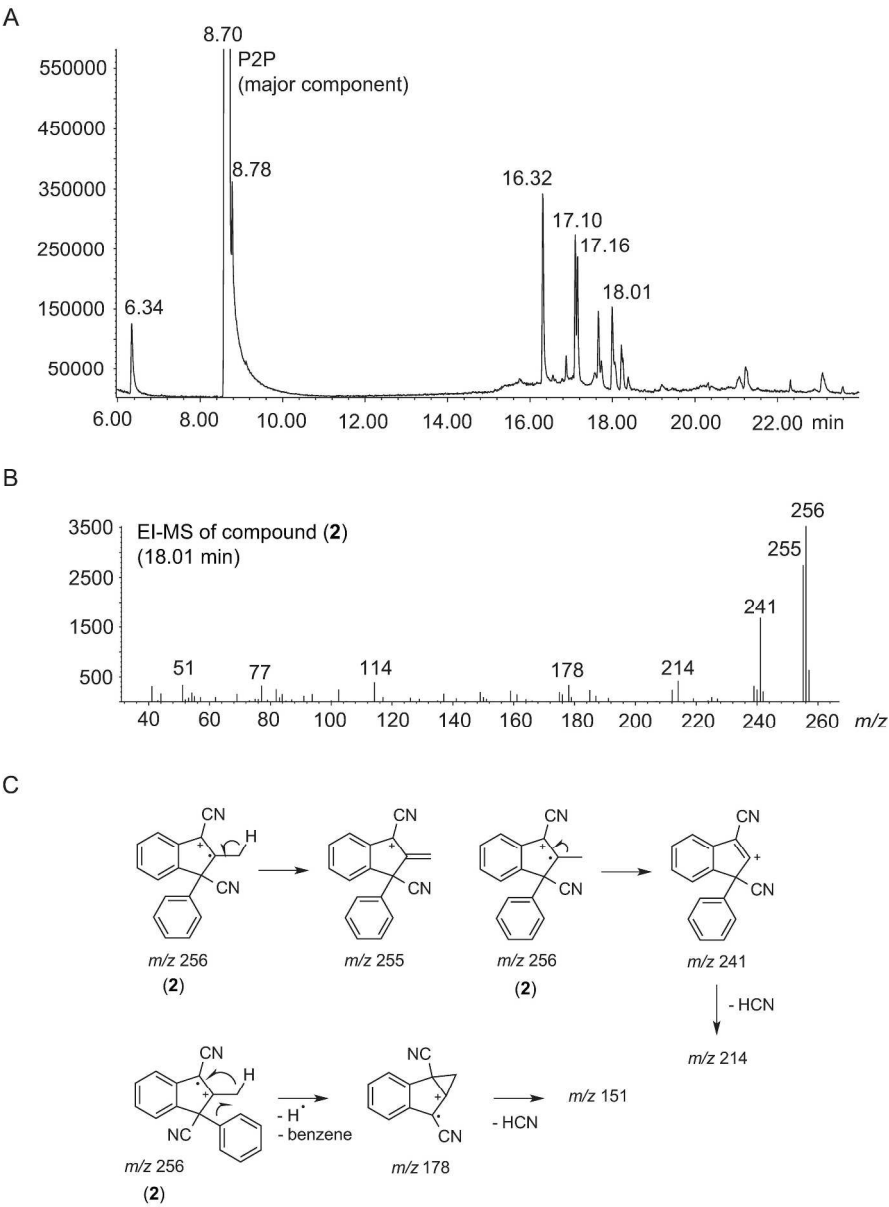 A
8.70
P2P
(major component)
550000
450000
350000
250000
150000
50000
8.78
6.34
16.32
17.10
17.16
18.01
6.00 8.00 10.00 12.00 14.00 16.00 18.00 20.00 22.00 min
B
EI-MS of compound (2)
(18.01 min)
3500
2500
1500
500
51 77 114 178 214 241 255 256
40 60 80 100 120 140 160 180 200 220 240 260 m/z
C
CN CN CN CN
H
+ + + +
CN CN CN CN
m/z 256 m/z 255 m/z 256 m/z 241
(2) (2)
- HCN
m/z 214
CN H NC
+ +
- H•
- benzene
- HCN
m/z 151
NC CN
m/z 256 m/z 178
(2)